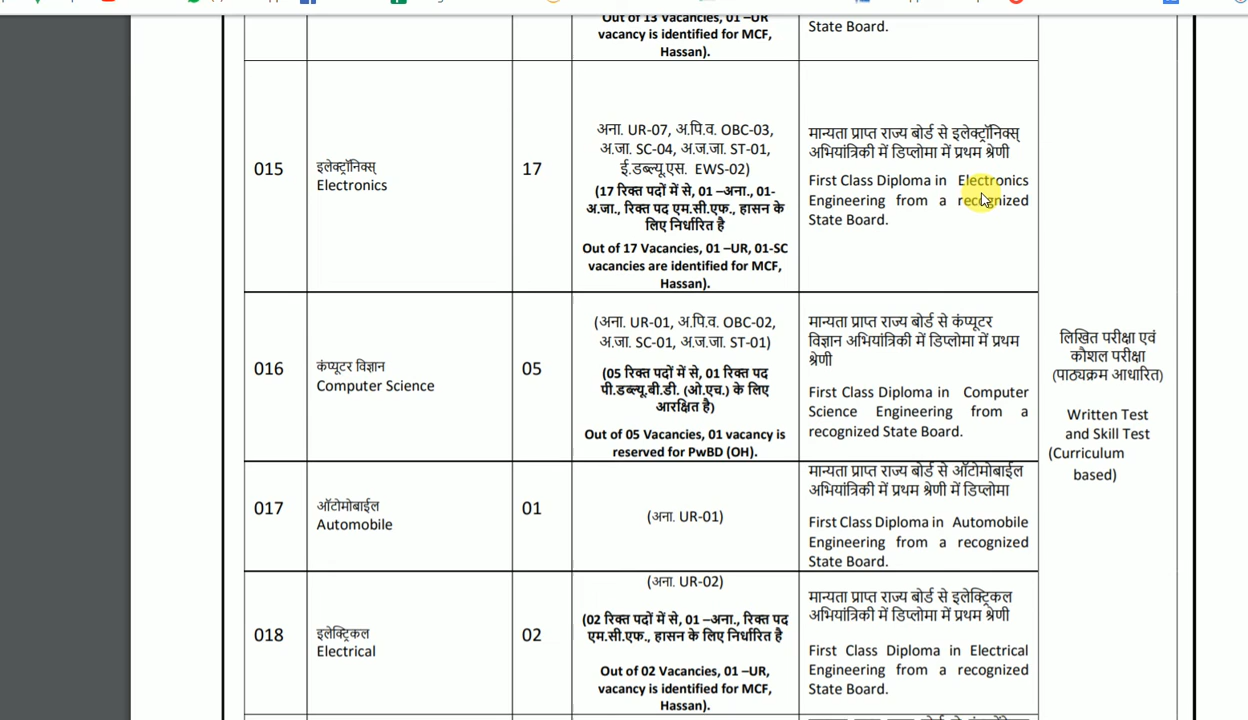 Out of 13 Vacancies, 01 –UR
vacancy is identified for MCF,
Hassan).
State Board.
015
इलेक्ट्रॉनिक्स्
Electronics
17
अना. UR-07, अ.पि.व. OBC-03,
अ.जा. SC-04, अ.ज.जा. ST-01,
ई.डब्ल्यू.एस. EWS-02)
(17 रिक्त पदों में से, 01 –अना., 01-
अ.जा., रिक्त पद एम.सी.एफ., हासन के
लिए निर्धारित है
Out of 17 Vacancies, 01 –UR, 01-SC
vacancies are identified for MCF,
Hassan).
मान्यता प्राप्त राज्य बोर्ड से इलेक्ट्रॉनिक्स्
अभियांत्रिकी में डिप्लोमा में प्रथम श्रेणी
First Class Diploma in Electronics
Engineering from a recognized
State Board.
016
कंप्यूटर विज्ञान
Computer Science
05
(अना. UR-01, अ.पि.व. OBC-02,
अ.जा. SC-01, अ.ज.जा. ST-01)
(05 रिक्त पदों में से, 01 रिक्त पद
पी.डब्ल्यू.बी.डी. (ओ.एच.) के लिए
आरक्षित है)
Out of 05 Vacancies, 01 vacancy is
reserved for PwBD (OH).
मान्यता प्राप्त राज्य बोर्ड से कंप्यूटर
विज्ञान अभियांत्रिकी में डिप्लोमा में प्रथम
श्रेणी
First Class Diploma in Computer
Science Engineering from a
recognized State Board.
लिखित परीक्षा एवं
कौशल परीक्षा
(पाठ्यक्रम आधारित)
Written Test
and Skill Test
(Curriculum
based)
017
ऑटोमोबाईल
Automobile
01
(अना. UR-01)
मान्यता प्राप्त राज्य बोर्ड से ऑटोमोबाईल
अभियांत्रिकी में प्रथम श्रेणी में डिप्लोमा
First Class Diploma in Automobile
Engineering from a recognized
State Board.
018
इलेक्ट्रिकल
Electrical
02
(अना. UR-02)
(02 रिक्त पदों में से, 01 –अना., रिक्त पद
एम.सी.एफ., हासन के लिए निर्धारित है
Out of 02 Vacancies, 01 –UR,
vacancy is identified for MCF,
Hassan).
मान्यता प्राप्त राज्य बोर्ड से इलेक्ट्रिकल
अभियांत्रिकी में डिप्लोमा में प्रथम श्रेणी
First Class Diploma in Electrical
Engineering from a recognized
State Board.